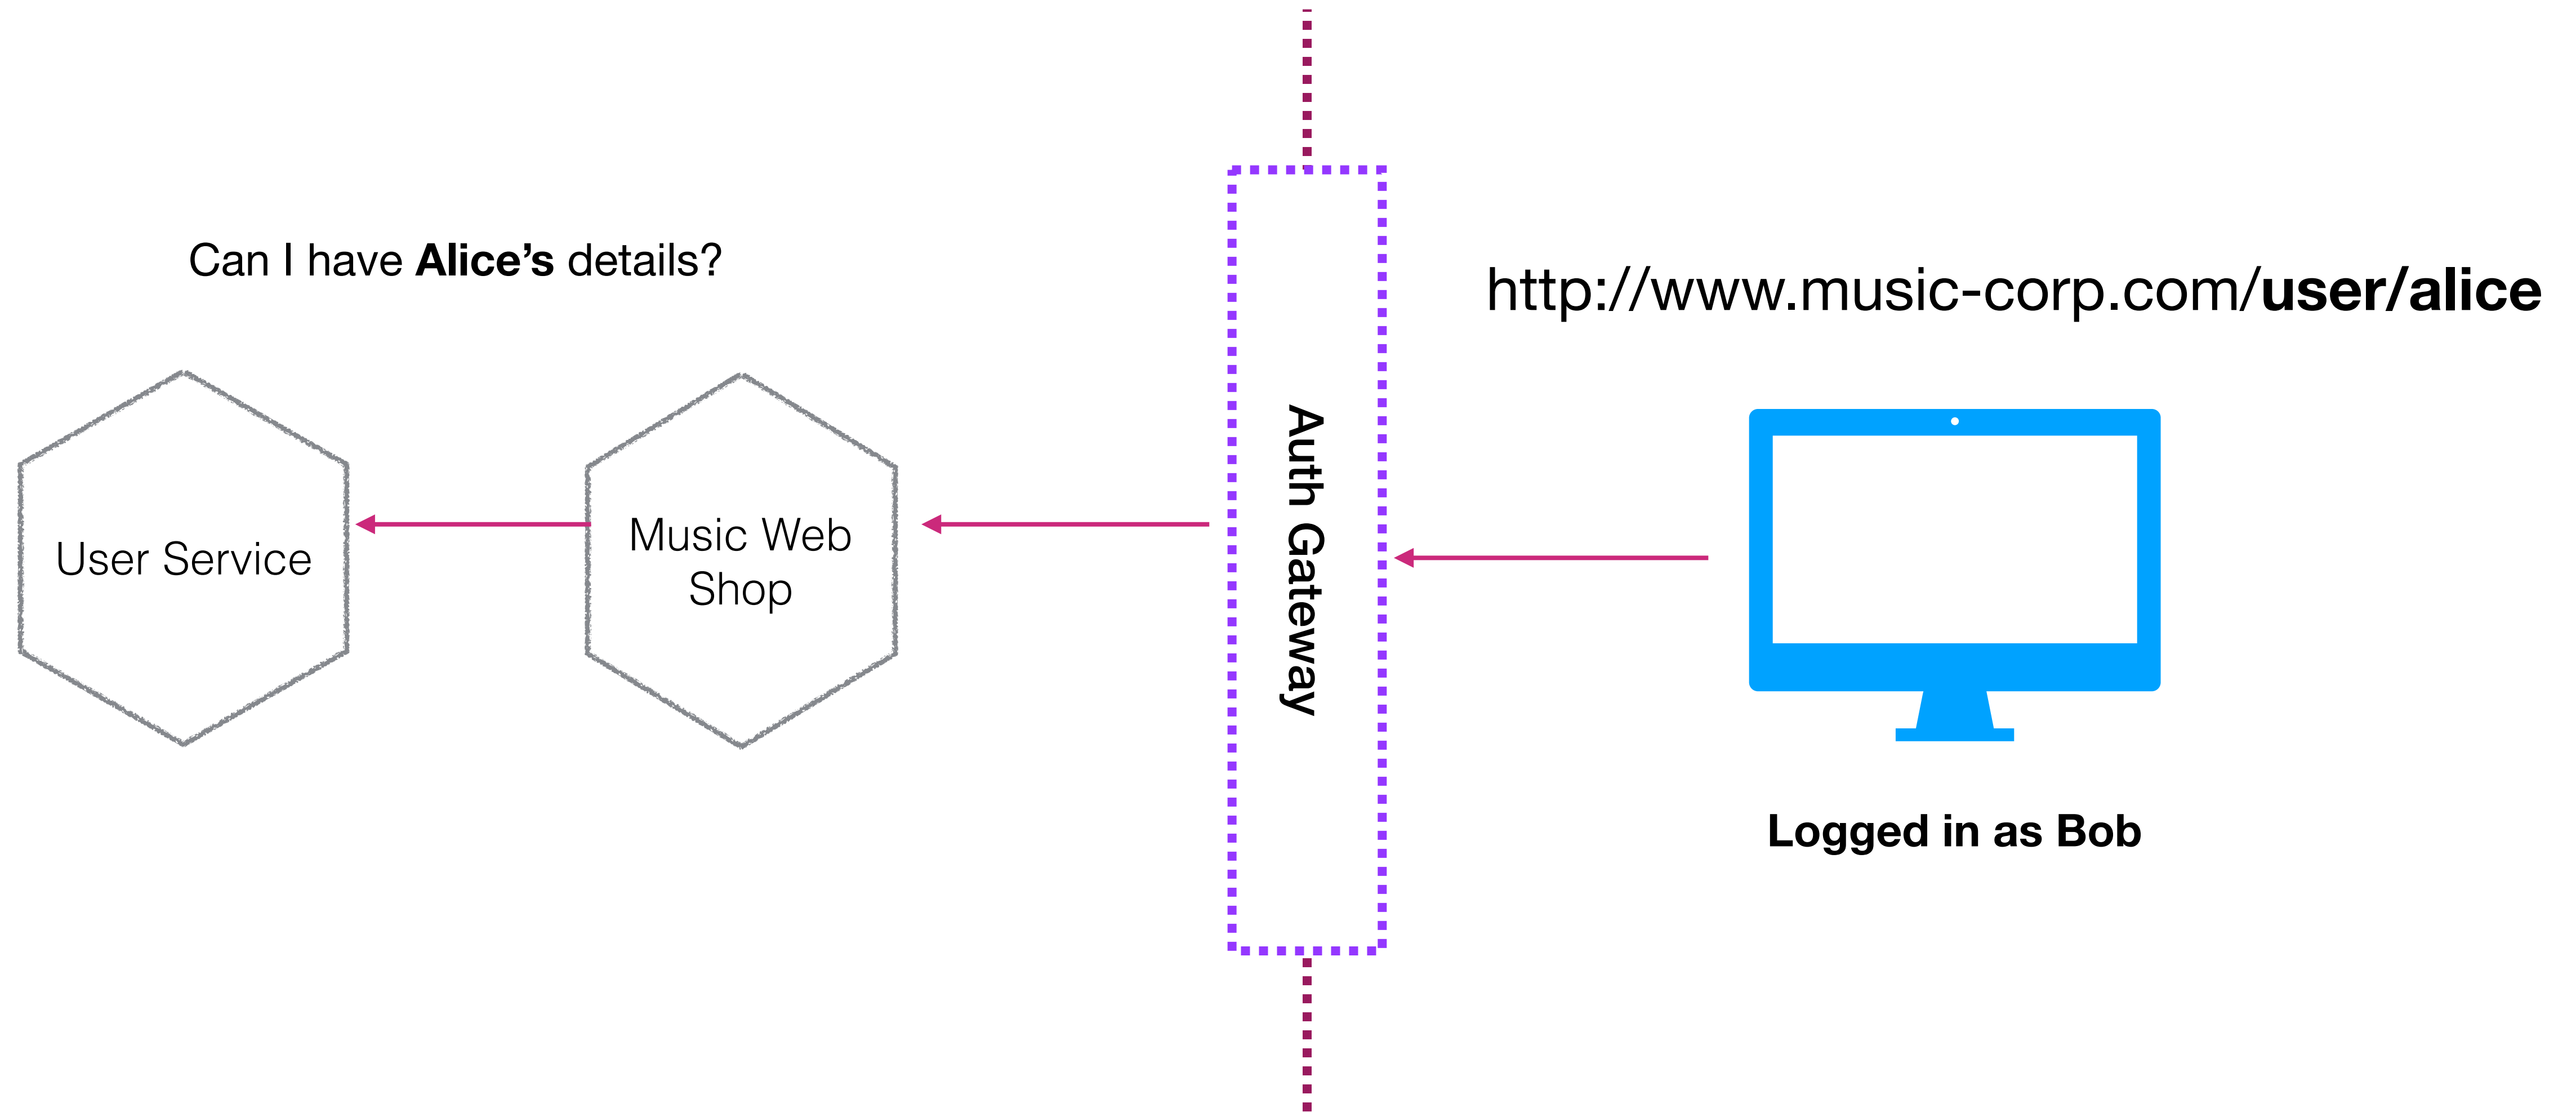 Can I have Alice’s details?
http://www.music-corp.com/user/alice
User Service
Music Web
Shop
Auth Gateway
Logged in as Bob